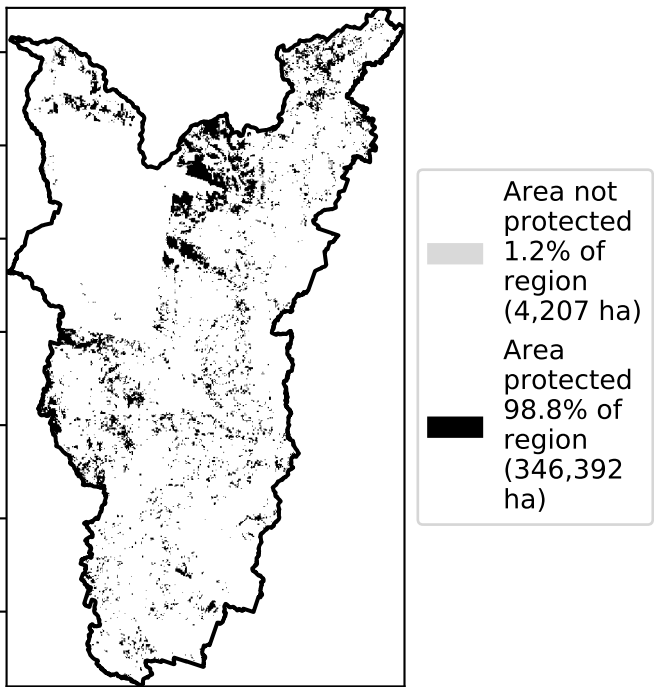 Area not
protected
1.2% of
region
(4,207 ha)
Area
protected
98.8% of
region
(346,392
ha)